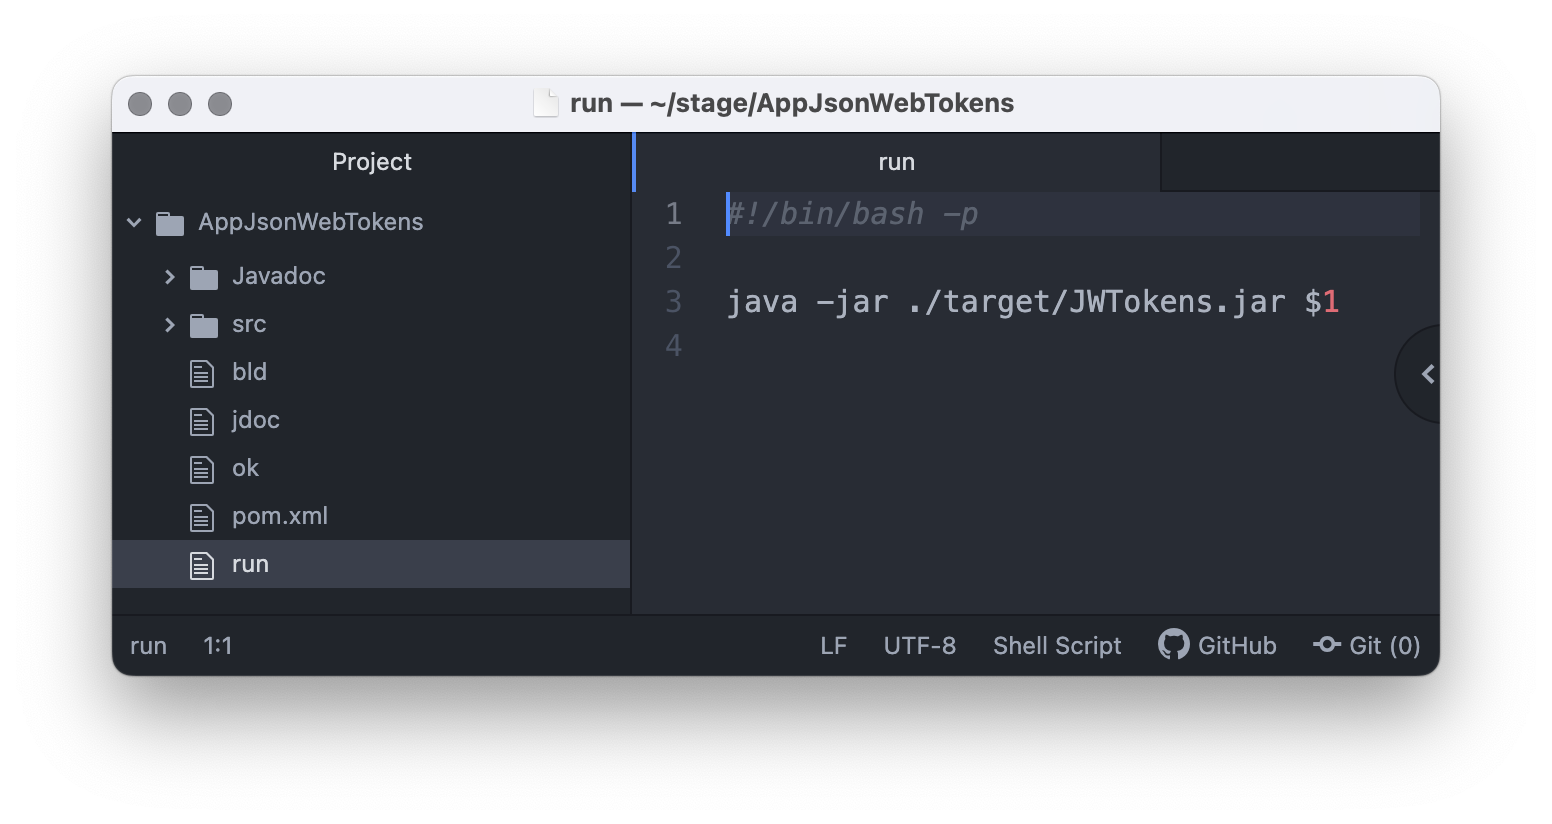 run — ~/stage/AppJsonWebTokens
Project
AppJsonWebTokens
Javadoc
src
bld
jdoc
ok
pom.xml
run
run
1 #!/bin/bash -p
2
3 java -jar ./target/JWTokens.jar $1
4
run 1:1 LF UTF-8 Shell Script GitHub Git (0)